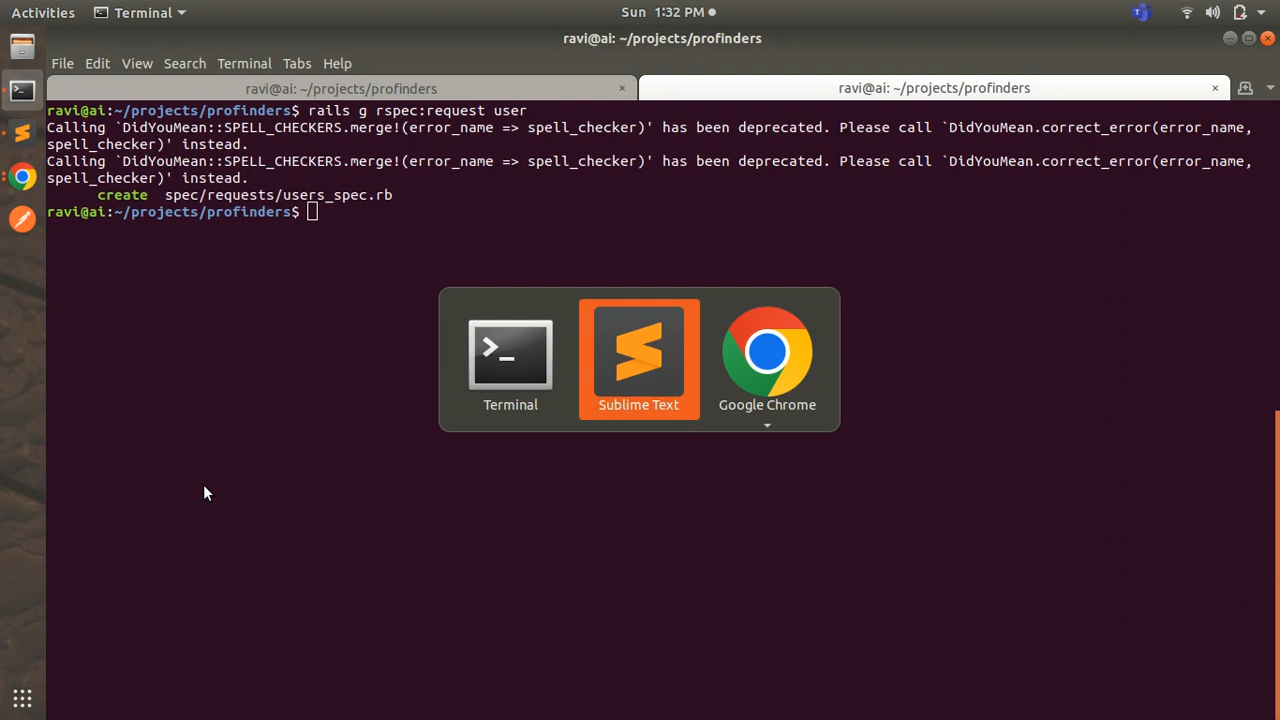 Activities
Terminal
Sun 1:32 PM
ravi@ai: ~/projects/profinders
File Edit View Search Terminal Tabs Help
ravi@ai: ~/projects/profinders × ravi@ai: ~/projects/profinders ×
ravi@ai:~/projects/profinders$ rails g rspec:request user
Calling `DidYouMean::SPELL_CHECKERS.merge!(error_name => spell_checker)' has been deprecated. Please call `DidYouMean.correct_error(error_name,
spell_checker)' instead.
Calling `DidYouMean::SPELL_CHECKERS.merge!(error_name => spell_checker)' has been deprecated. Please call `DidYouMean.correct_error(error_name,
spell_checker)' instead.
create spec/requests/users_spec.rb
ravi@ai:~/projects/profinders$
Terminal
Sublime Text
Google Chrome